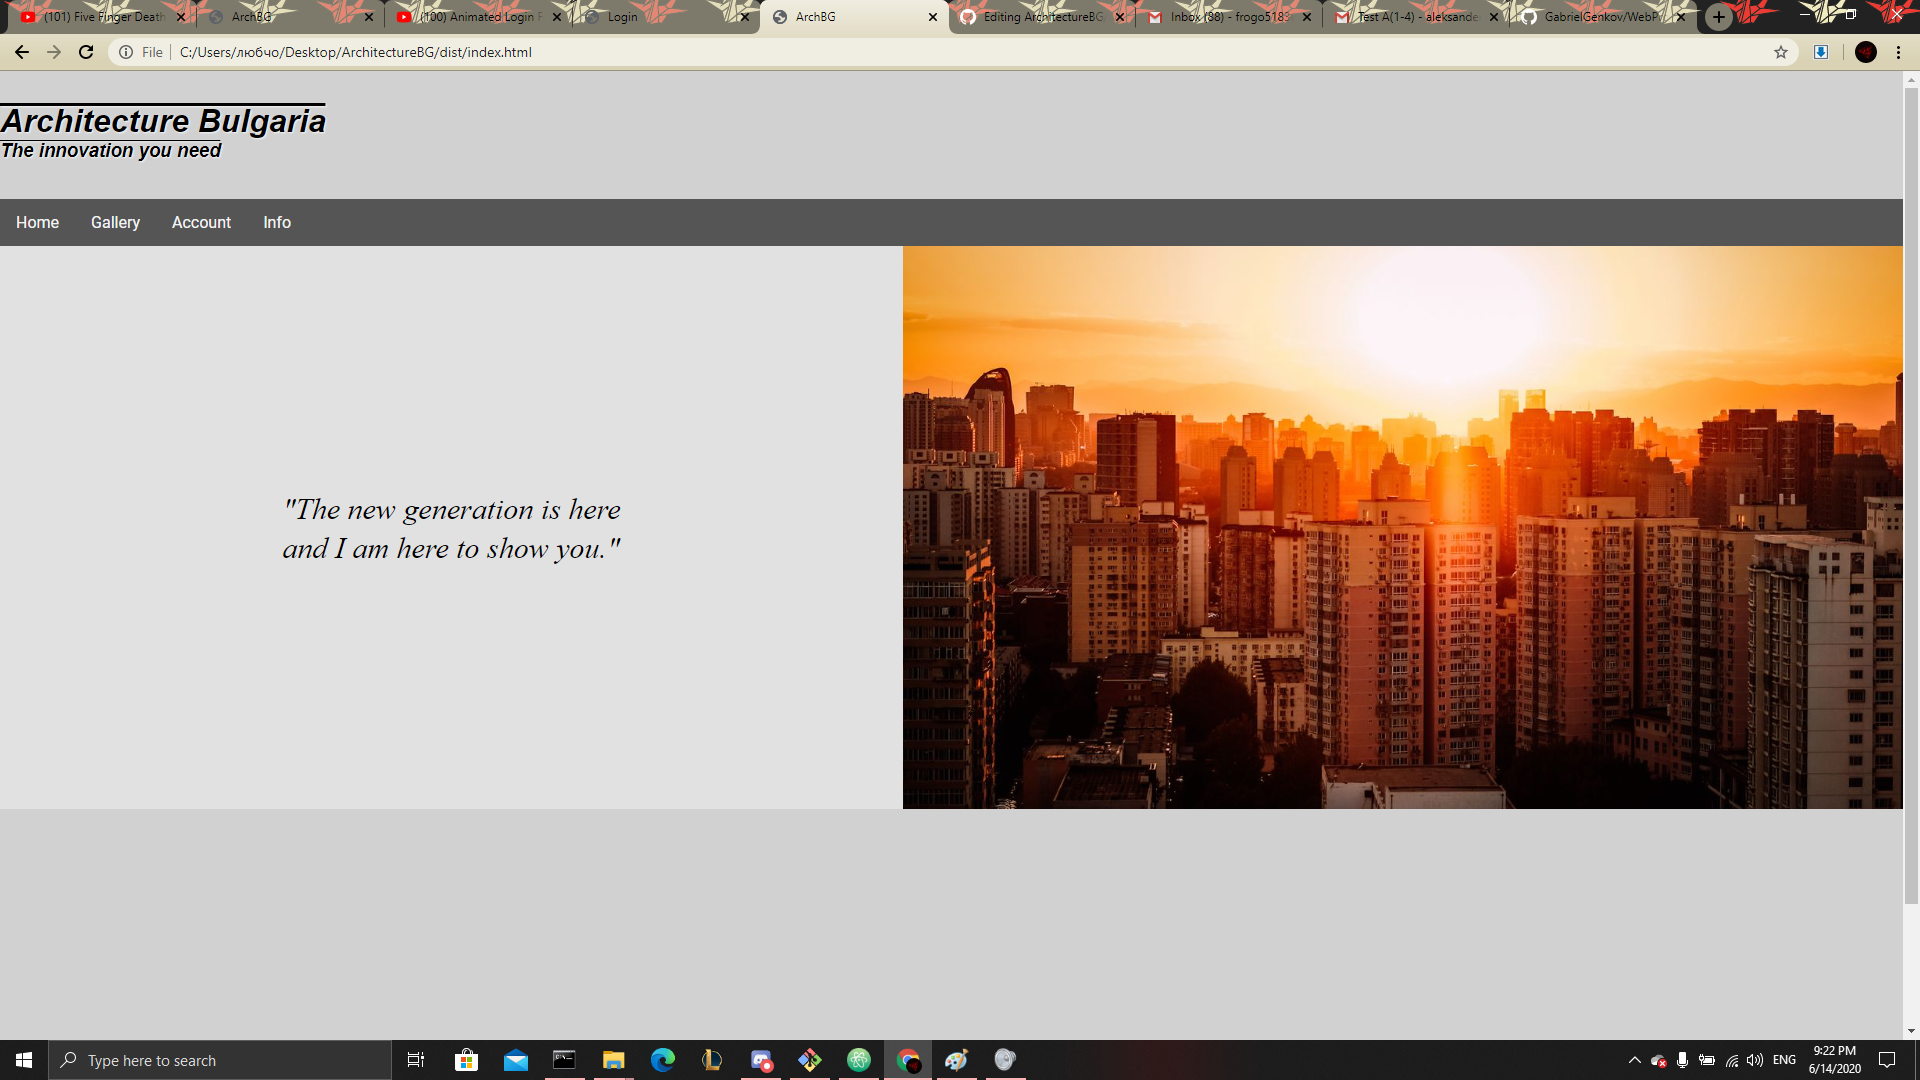 (101) Five Finger Death
ArchBG
(100) Animated Login F
Login
ArchBG
Editing ArchitectureBG
Inbox (88) - frogo518
Test A(1-4) - aleksande
GabrielGenkov/WebP
File
C:/Users/любчо/Desktop/ArchitectureBG/dist/index.html
Architecture Bulgaria
The innovation you need
Home
Gallery
Account
Info
"The new generation is here
and I am here to show you."
Type here to search
ENG
9:22 PM
6/14/2020